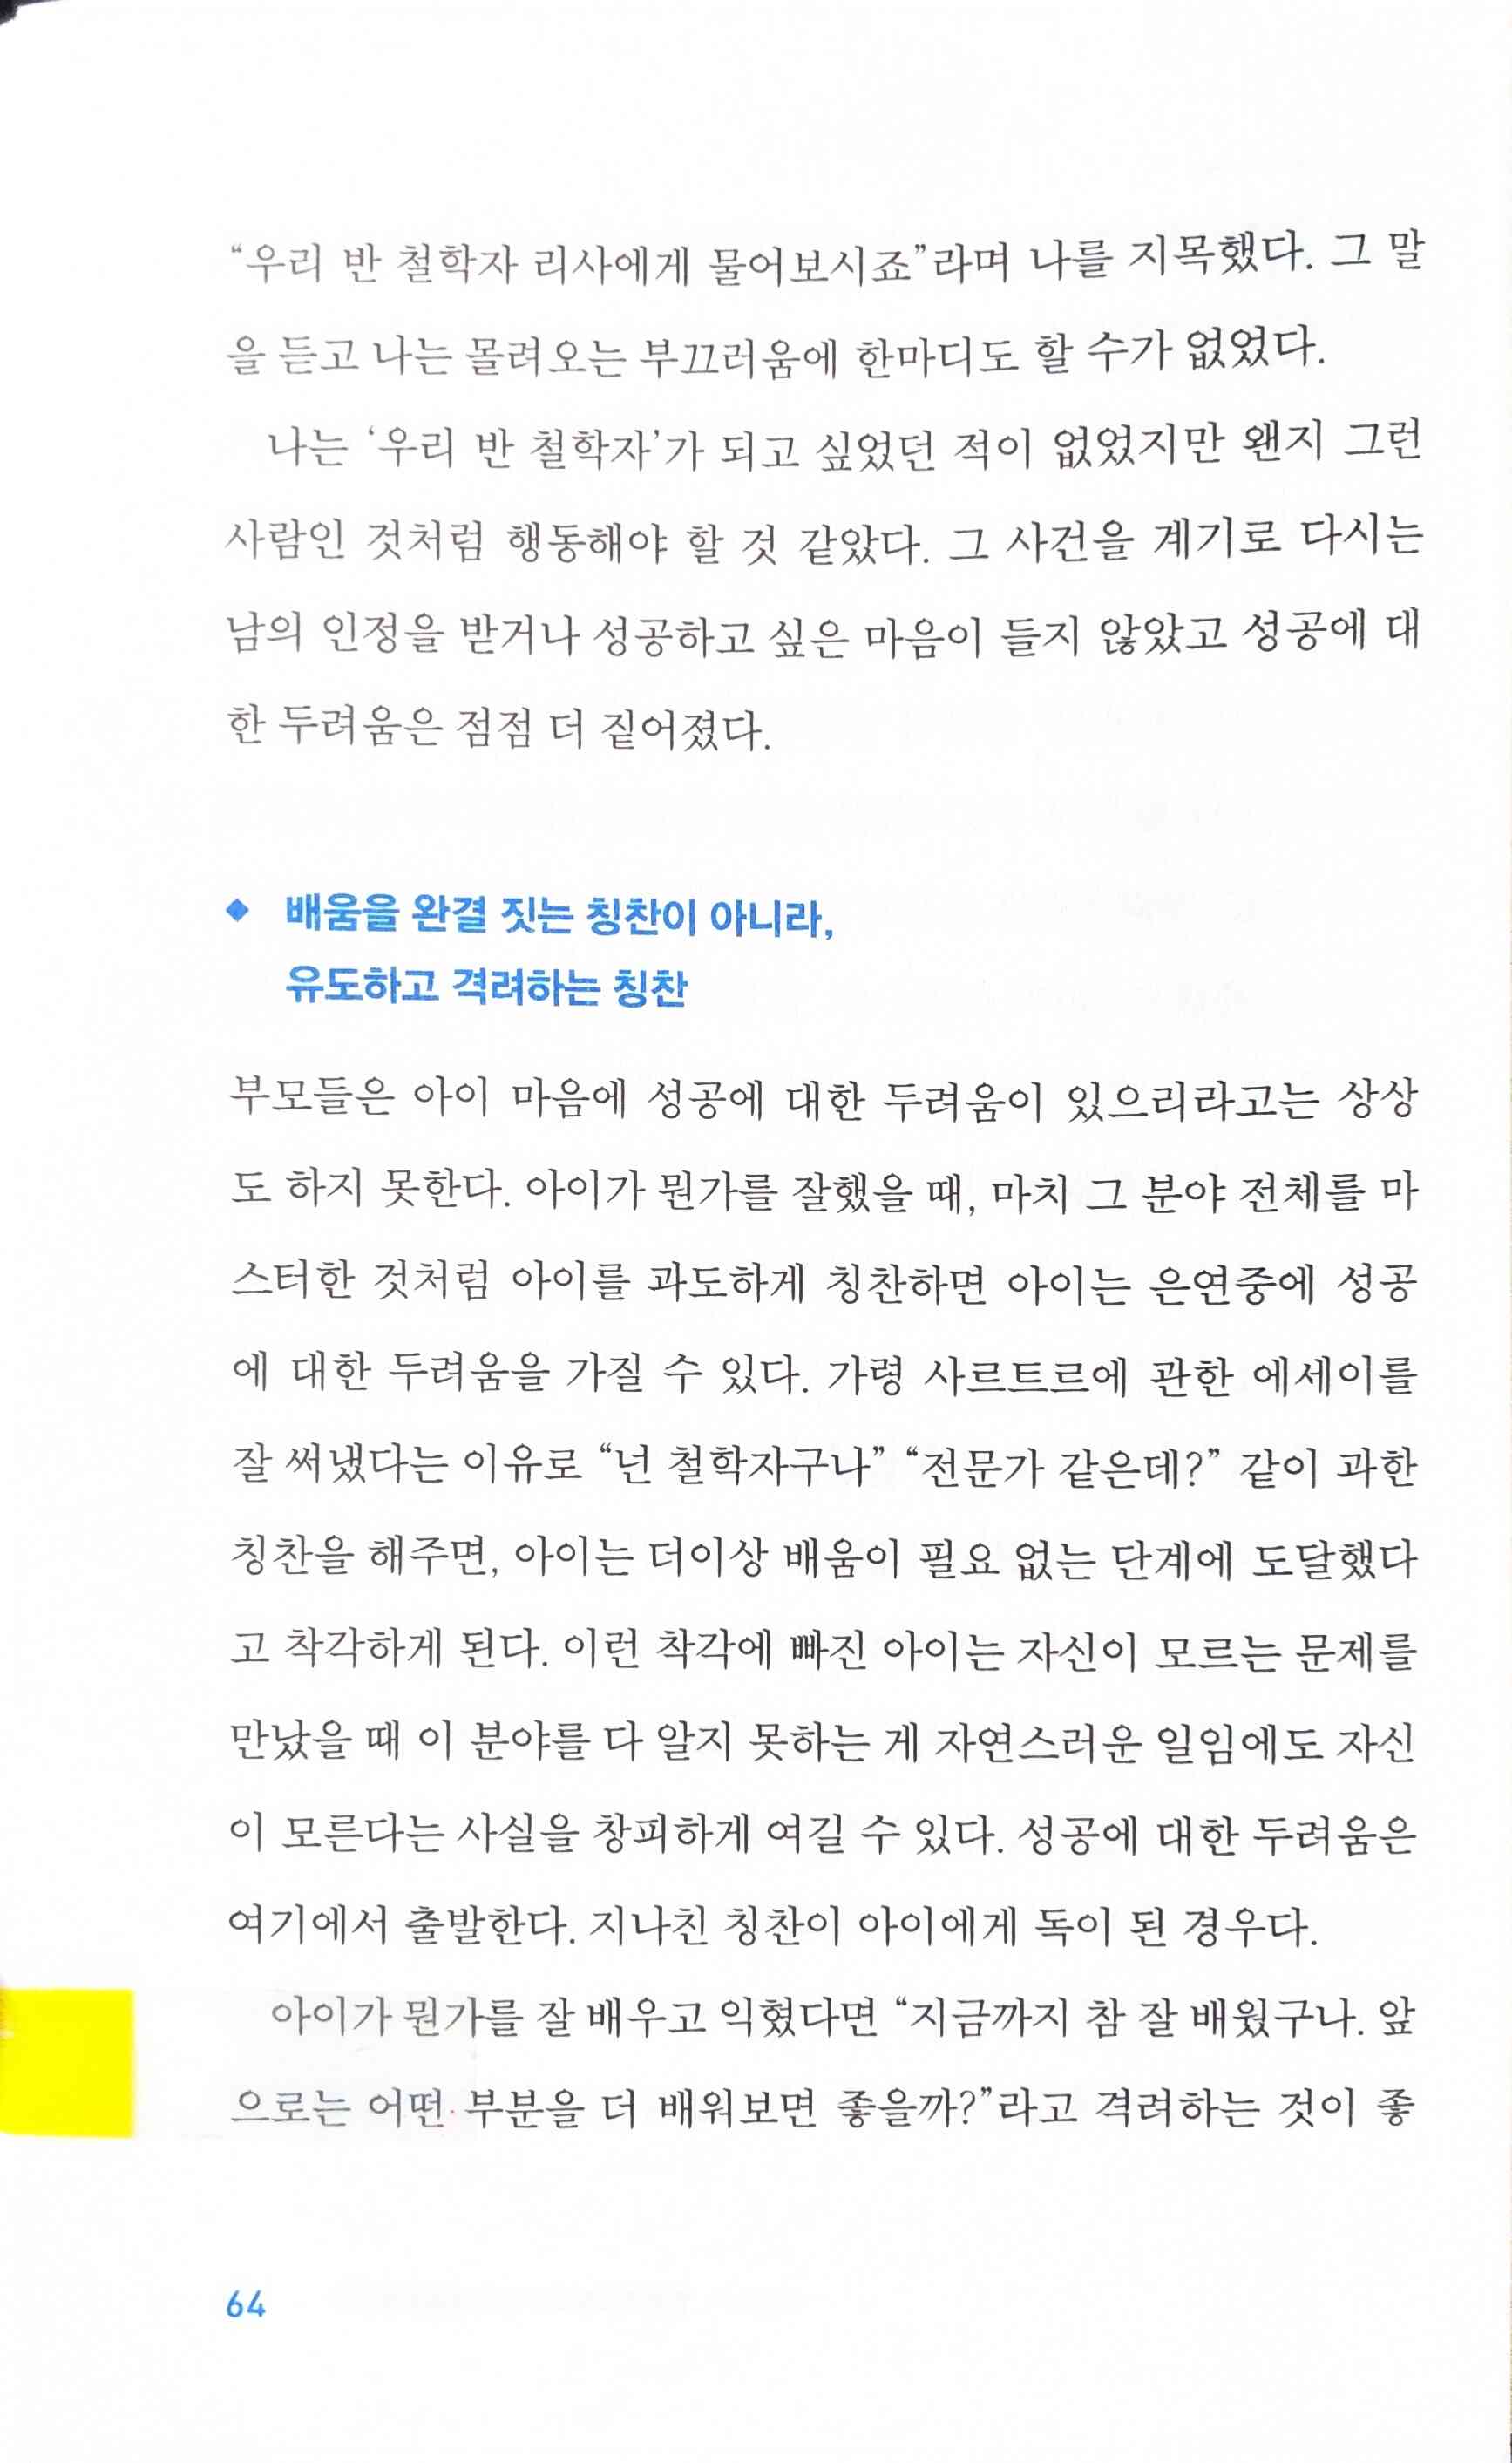 “우리 반 철학자 리사에게 물어보시죠”라며 나를 지목했다. 그 말
을 듣고 나는 몰려오는 부끄러움에 한마디도 할 수가 없었다.
나는 ‘우리 반 철학자’가 되고 싶었던 적이 없었지만 왠지 그런
사람인 것처럼 행동해야 할 것 같았다. 그 사건을 계기로 다시는
남의 인정을 받거나 성공하고 싶은 마음이 들지 않았고 성공에 대
한 두려움은 점점 더 짙어졌다.
◆ 배움을 완결 짓는 칭찬이 아니라,
유도하고 격려하는 칭찬
부모들은 아이 마음에 성공에 대한 두려움이 있으리라고는 상상
도 하지 못한다. 아이가 뭔가를 잘했을 때, 마치 그 분야 전체를 마
스터한 것처럼 아이를 과도하게 칭찬하면 아이는 은연중에 성공
에 대한 두려움을 가질 수 있다. 가령 사르트르에 관한 에세이를
잘 써냈다는 이유로 “넌 철학자구나” “전문가 같은데?” 같이 과한
칭찬을 해주면, 아이는 더이상 배움이 필요 없는 단계에 도달했다
고 착각하게 된다. 이런 착각에 빠진 아이는 자신이 모르는 문제를
만났을 때 이 분야를 다 알지 못하는 게 자연스러운 일임에도 자신
이 모른다는 사실을 창피하게 여길 수 있다. 성공에 대한 두려움은
여기에서 출발한다. 지나친 칭찬이 아이에게 독이 된 경우다.
아이가 뭔가를 잘 배우고 익혔다면 “지금까지 참 잘 배웠구나. 앞
으로는 어떤 부분을 더 배워보면 좋을까?”라고 격려하는 것이 좋
64